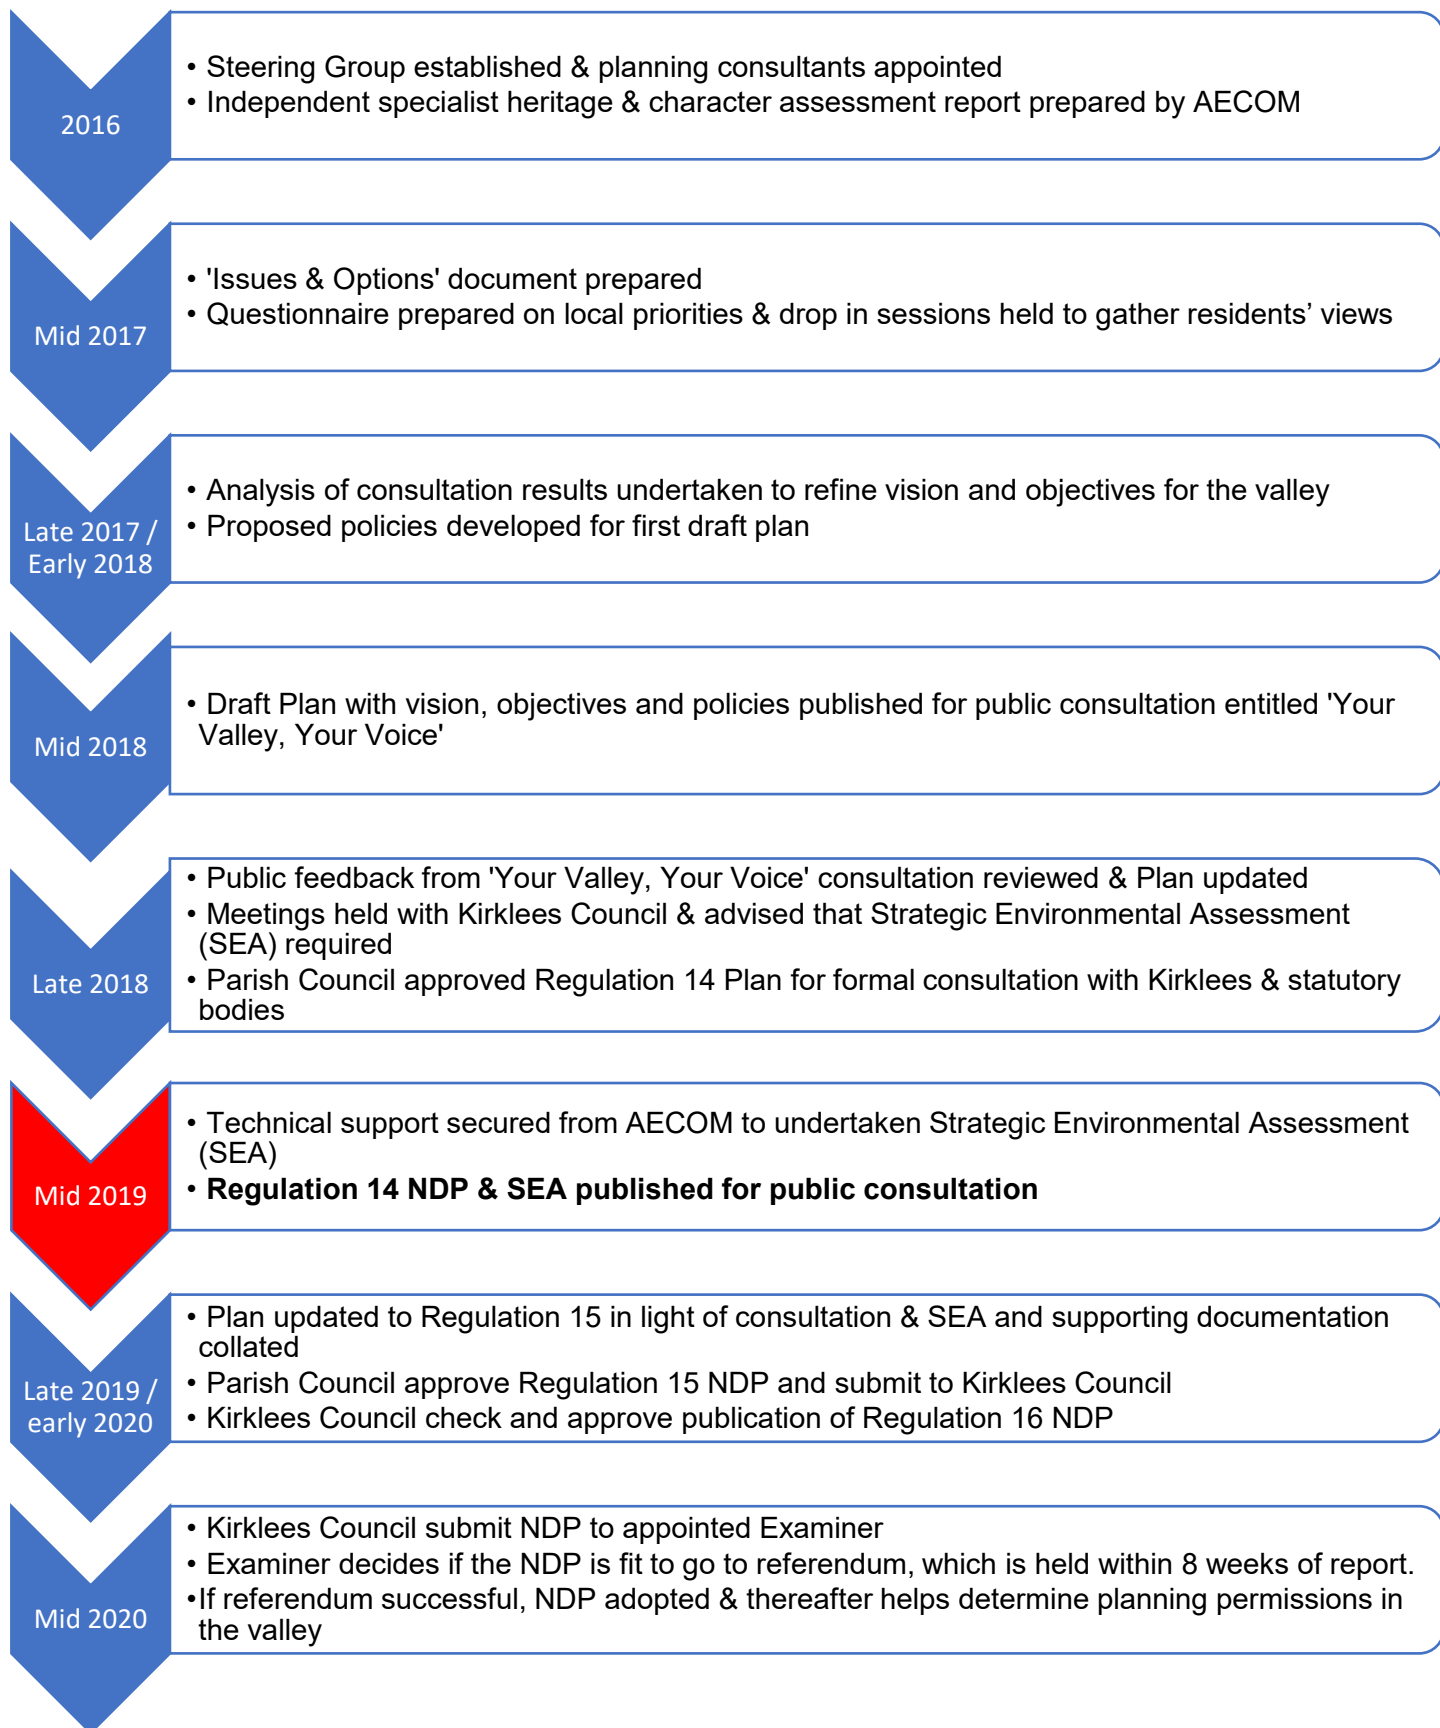 2016
• Steering Group established & planning consultants appointed
• Independent specialist heritage & character assessment report prepared by AECOM
Mid 2017
• 'Issues & Options' document prepared
• Questionnaire prepared on local priorities & drop in sessions held to gather residents’ views
Late 2017 /
Early 2018
• Analysis of consultation results undertaken to refine vision and objectives for the valley
• Proposed policies developed for first draft plan
Mid 2018
• Draft Plan with vision, objectives and policies published for public consultation entitled 'Your
Valley, Your Voice'
Late 2018
• Public feedback from 'Your Valley, Your Voice' consultation reviewed & Plan updated
• Meetings held with Kirklees Council & advised that Strategic Environmental Assessment
(SEA) required
• Parish Council approved Regulation 14 Plan for formal consultation with Kirklees & statutory
bodies
Mid 2019
• Technical support secured from AECOM to undertaken Strategic Environmental Assessment
(SEA)
• Regulation 14 NDP & SEA published for public consultation
Late 2019 /
early 2020
• Plan updated to Regulation 15 in light of consultation & SEA and supporting documentation
collated
• Parish Council approve Regulation 15 NDP and submit to Kirklees Council
• Kirklees Council check and approve publication of Regulation 16 NDP
Mid 2020
• Kirklees Council submit NDP to appointed Examiner
• Examiner decides if the NDP is fit to go to referendum, which is held within 8 weeks of report.
•If referendum successful, NDP adopted & thereafter helps determine planning permissions in
the valley